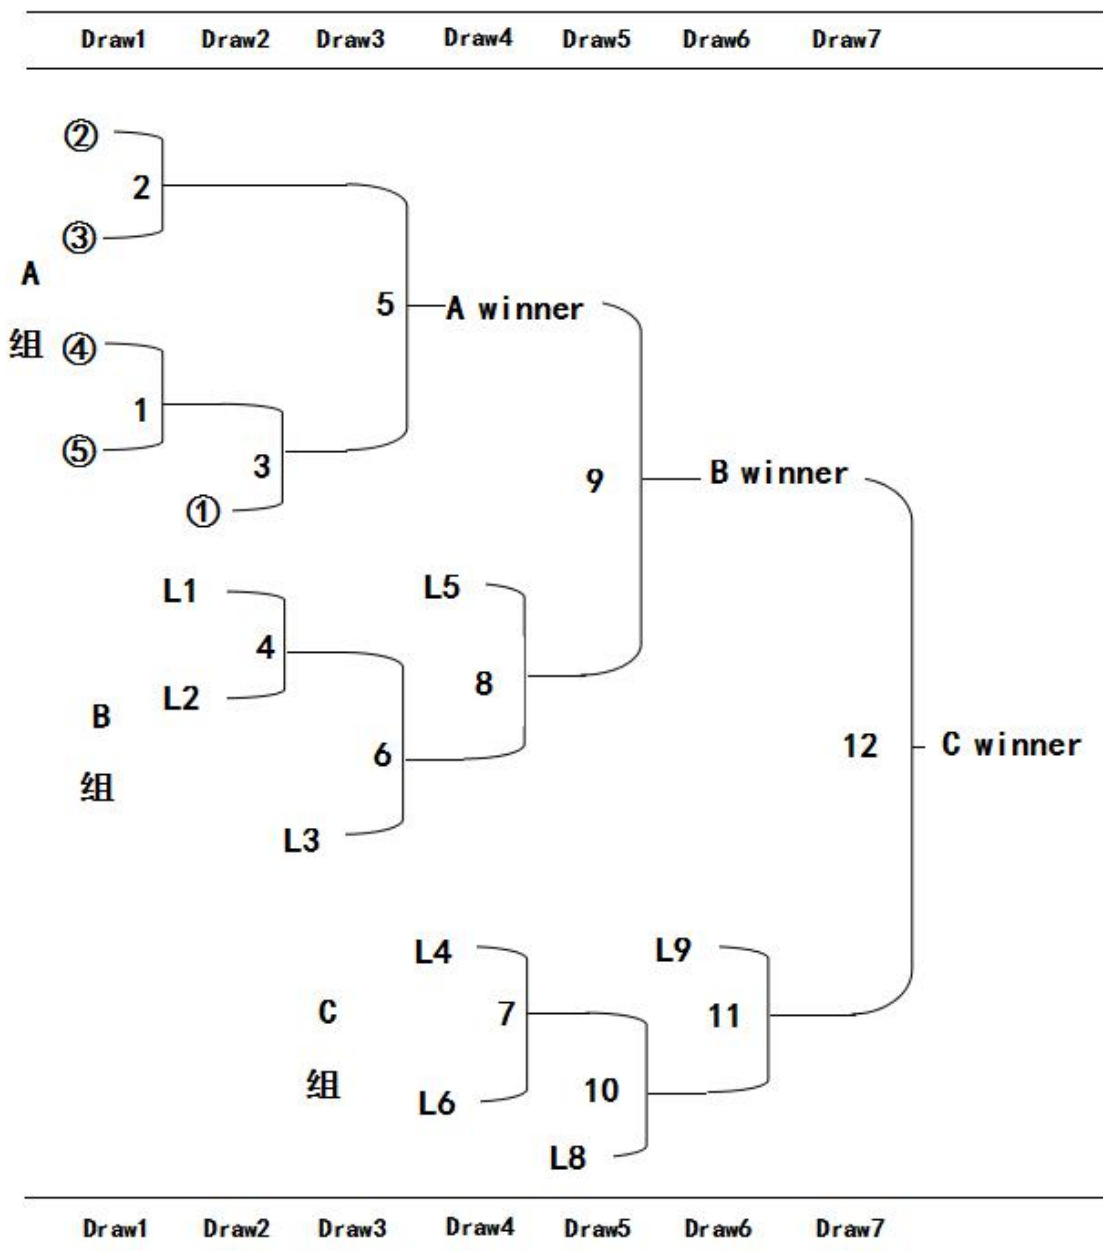 Draw1 Draw2 Draw3 Draw4 Draw5 Draw6 Draw7
②
2
③
A
组
5
A winner
④
1
⑤
3
①
9
B winner
L1
4
L2
L5
8
B
组
6
L3
12
C winner
L4
7
L6
C
组
L9
11
10
L8
Draw1 Draw2 Draw3 Draw4 Draw5 Draw6 Draw7